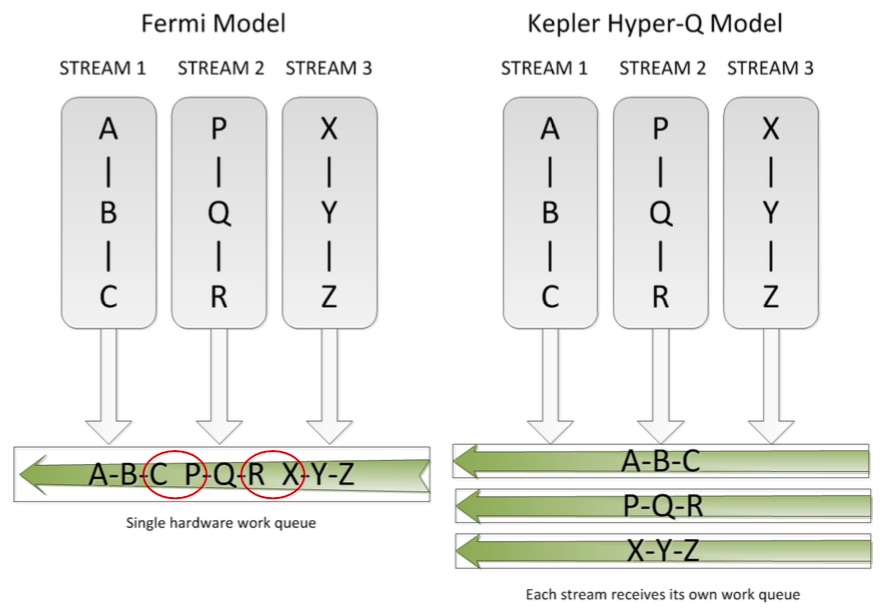 Fermi Model
STREAM 1 STREAM 2 STREAM 3
A P X
| | |
B Q Y
| | |
C R Z
A-B-C P-Q-R X-Y-Z
Single hardware work queue
Kepler Hyper-Q Model
STREAM 1 STREAM 2 STREAM 3
A P X
| | |
B Q Y
| | |
C R Z
A-B-C
P-Q-R
X-Y-Z
Each stream receives its own work queue